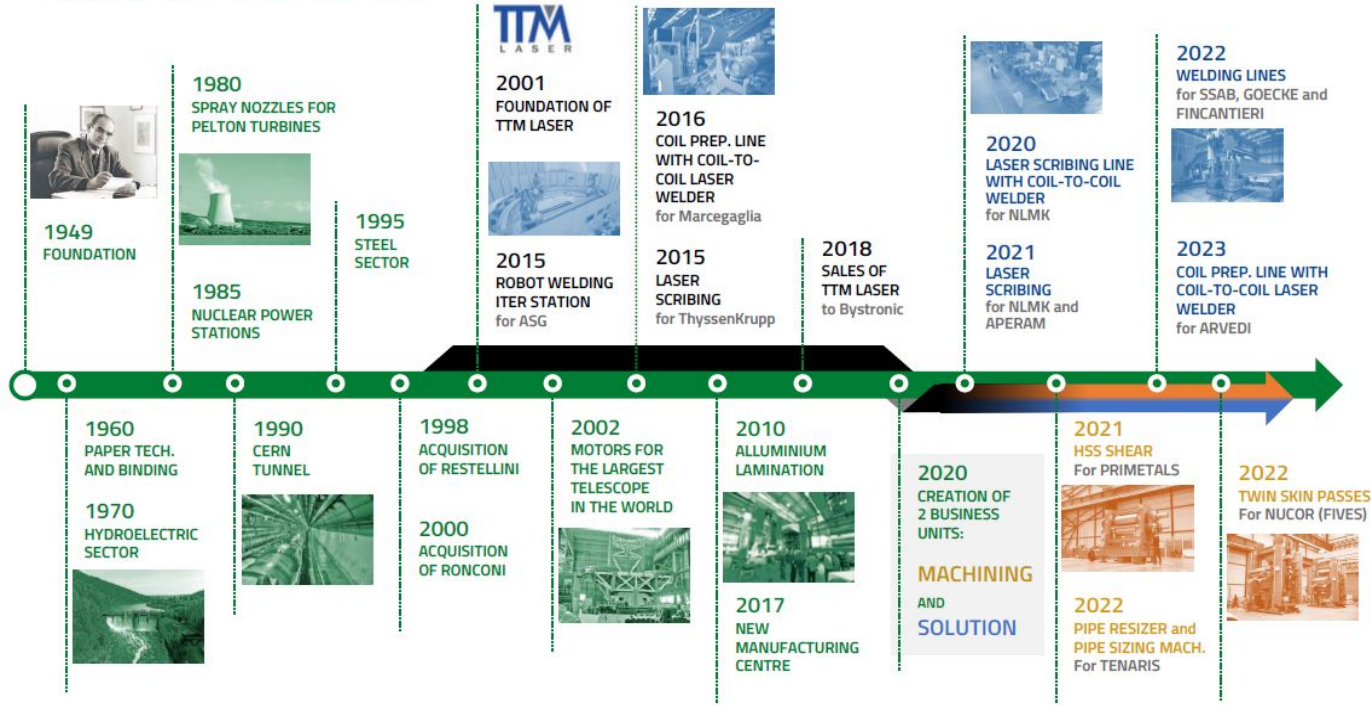 TTM
LASER
1949
FOUNDATION
1980
SPRAY NOZZLES FOR
PELTON TURBINES
1985
NUCLEAR POWER
STATIONS
1995
STEEL
SECTOR
2001
FOUNDATION OF
TTM LASER
2015
ROBOT WELDING
ITER STATION
for ASG
2016
COIL PREP. LINE
WITH COIL-TO-
COIL LASER
WELDER
for Marcegaglia
2015
LASER
SCRIBING
for ThyssenKrupp
2018
SALES OF
TTM LASER
to Bystronic
2020
LASER SCRIBING LINE
WITH COIL-TO-COIL
WELDER
for NLMK
2021
LASER
SCRIBING
for NLMK and
APERAM
2022
WELDING LINES
for SSAB, GOECKE and
FINCANTIERI
2023
COIL PREP. LINE WITH
COIL-TO-COIL LASER
WELDER
for ARVEDI
1960
PAPER TECH.
AND BINDING
1970
HYDROELECTRIC
SECTOR
1990
CERN
TUNNEL
1998
ACQUISITION
OF RESTELLINI
2000
ACQUISITION
OF RONCONI
2002
MOTORS FOR
THE LARGEST
TELESCOPE
IN THE WORLD
2010
ALLUMINIUM
LAMINATION
2017
NEW
MANUFACTURING
CENTRE
2020
CREATION OF
2 BUSINESS
UNITS:
MACHINING
AND
SOLUTION
2021
HSS SHEAR
For PRIMETALS
2022
PIPE RESIZER and
PIPE SIZING MACH.
For TENARIS
2022
TWIN SKIN PASSES
For NUCOR (FIVES)